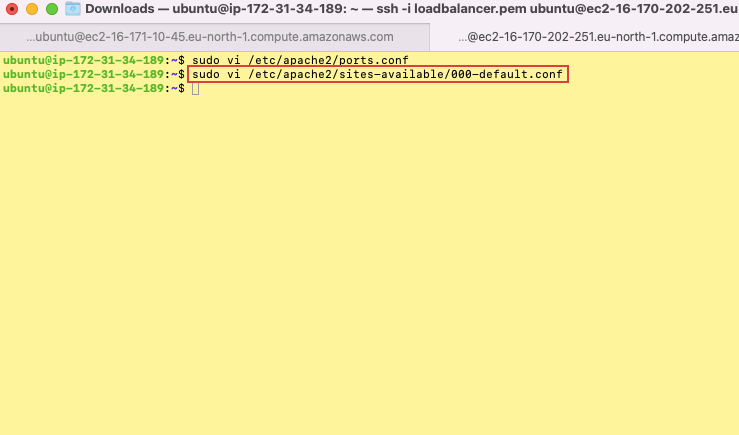 Downloads — ubuntu@ip-172-31-34-189: ~ — ssh -i loadbalancer.pem ubuntu@ec2-16-170-202-251.eu
...ubuntu@ec2-16-171-10-45.eu-north-1.compute.amazonaws.com
...@ec2-16-170-202-251.eu-north-1.compute.amaz
ubuntu@ip-172-31-34-189:~$ sudo vi /etc/apache2/ports.conf
ubuntu@ip-172-31-34-189:~$ sudo vi /etc/apache2/sites-available/000-default.conf
ubuntu@ip-172-31-34-189:~$